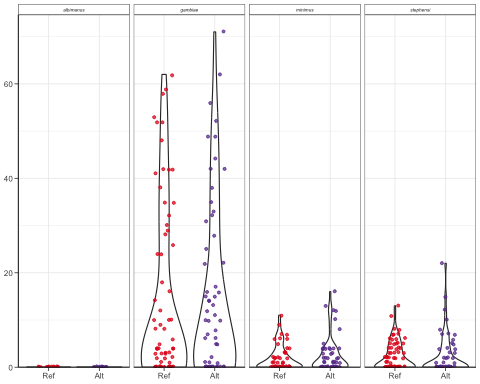 albimanus gambiae minimus stephensi
60
40
20
0
Ref Alt Ref Alt Ref Alt Ref Alt